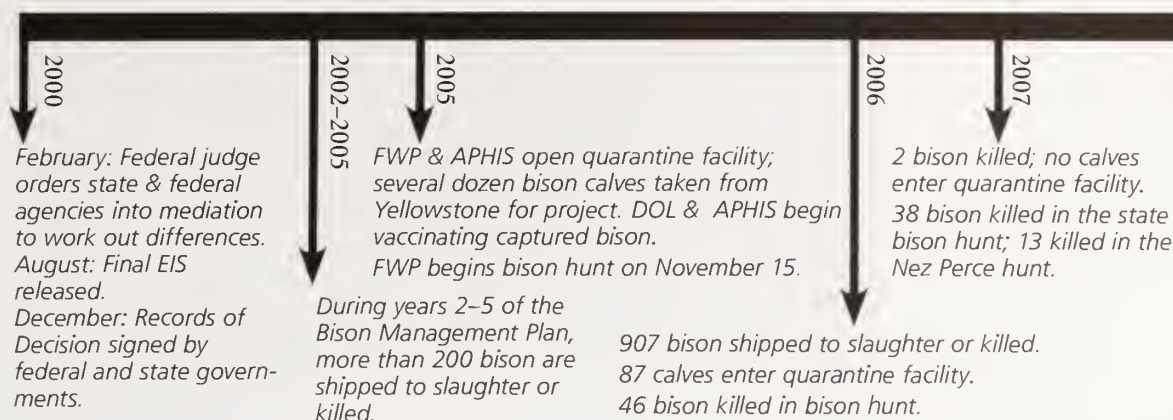 2000
February: Federal judge
orders state & federal
agencies into mediation
to work out differences.
August: Final EIS
released.
December: Records of
Decision signed by
federal and state govern-
ments.
2002–2005
During years 2–5 of the
Bison Management Plan,
more than 200 bison are
shipped to slaughter or
killed.
2005
FWP & APHIS open quarantine facility;
several dozen bison calves taken from
Yellowstone for project. DOL & APHIS begin
vaccinating captured bison.
FWP begins bison hunt on November 15.
2006
907 bison shipped to slaughter or killed.
87 calves enter quarantine facility.
46 bison killed in bison hunt.
2007
2 bison killed; no calves
enter quarantine facility.
38 bison killed in the state
bison hunt; 13 killed in the
Nez Perce hunt.